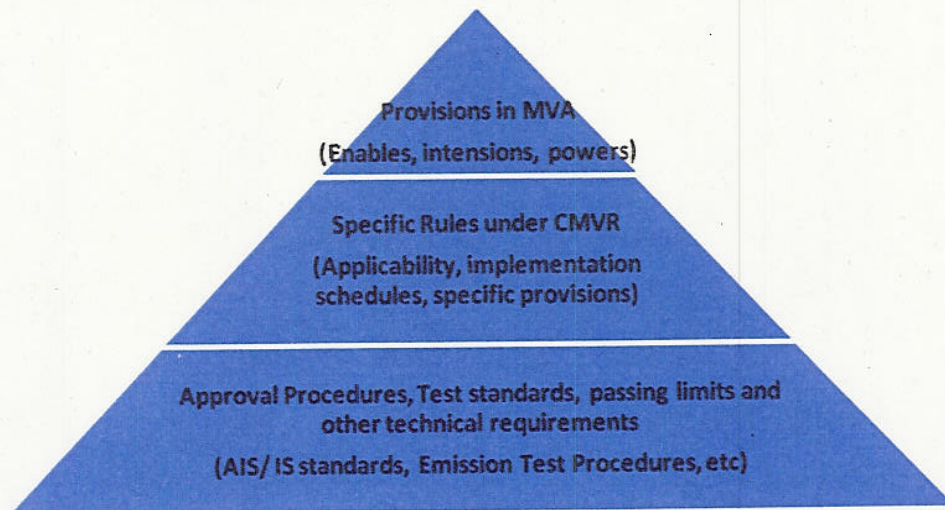 Provisions in MVA
(Enables, intensions, powers)
Specific Rules under CMVR
(Applicability, implementation
schedules, specific provisions)
Approval Procedures, Test standards, passing limits and
other technical requirements
(AIS/ IS standards, Emission Test Procedures, etc)